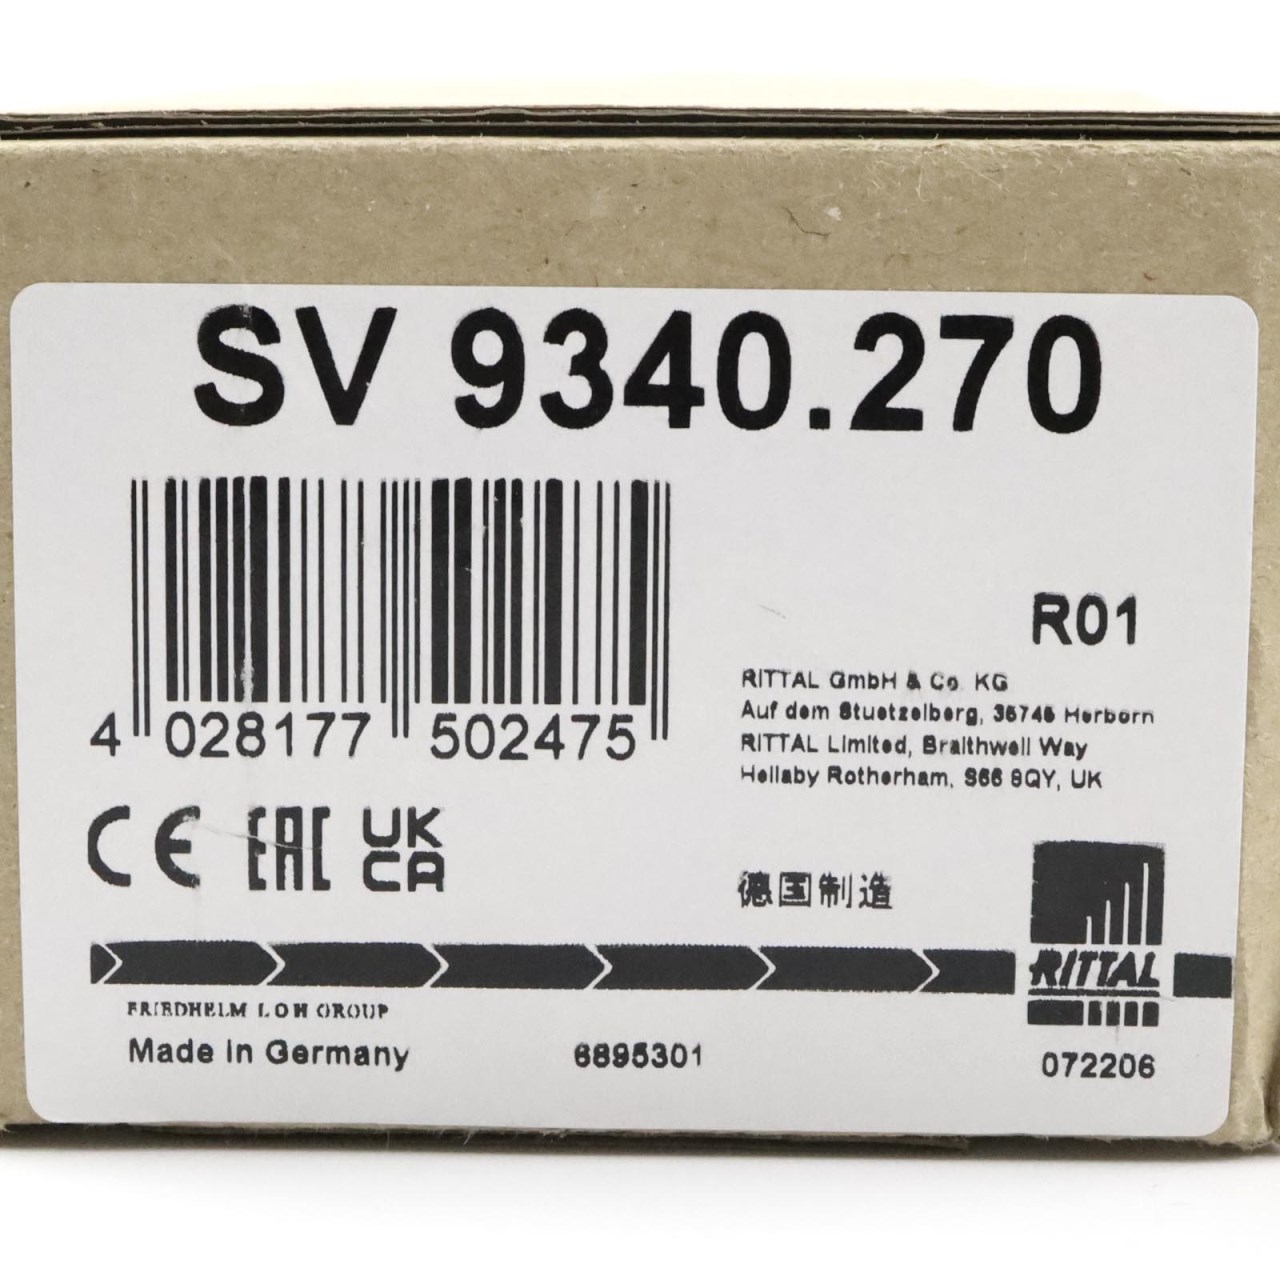 SV 9340.270
4 028177 502475
R01
RITTAL GmbH & Co. KG
Auf dem Stuetzelberg, 35745 Herborn
RITTAL Limited, Braithwell Way
Hellaby Rotherham, S66 8QY, UK
CE EAC UK
CA
德国制造
RITTAL
FRIEDHELM LOH GROUP
Made in Germany
6895301
072206